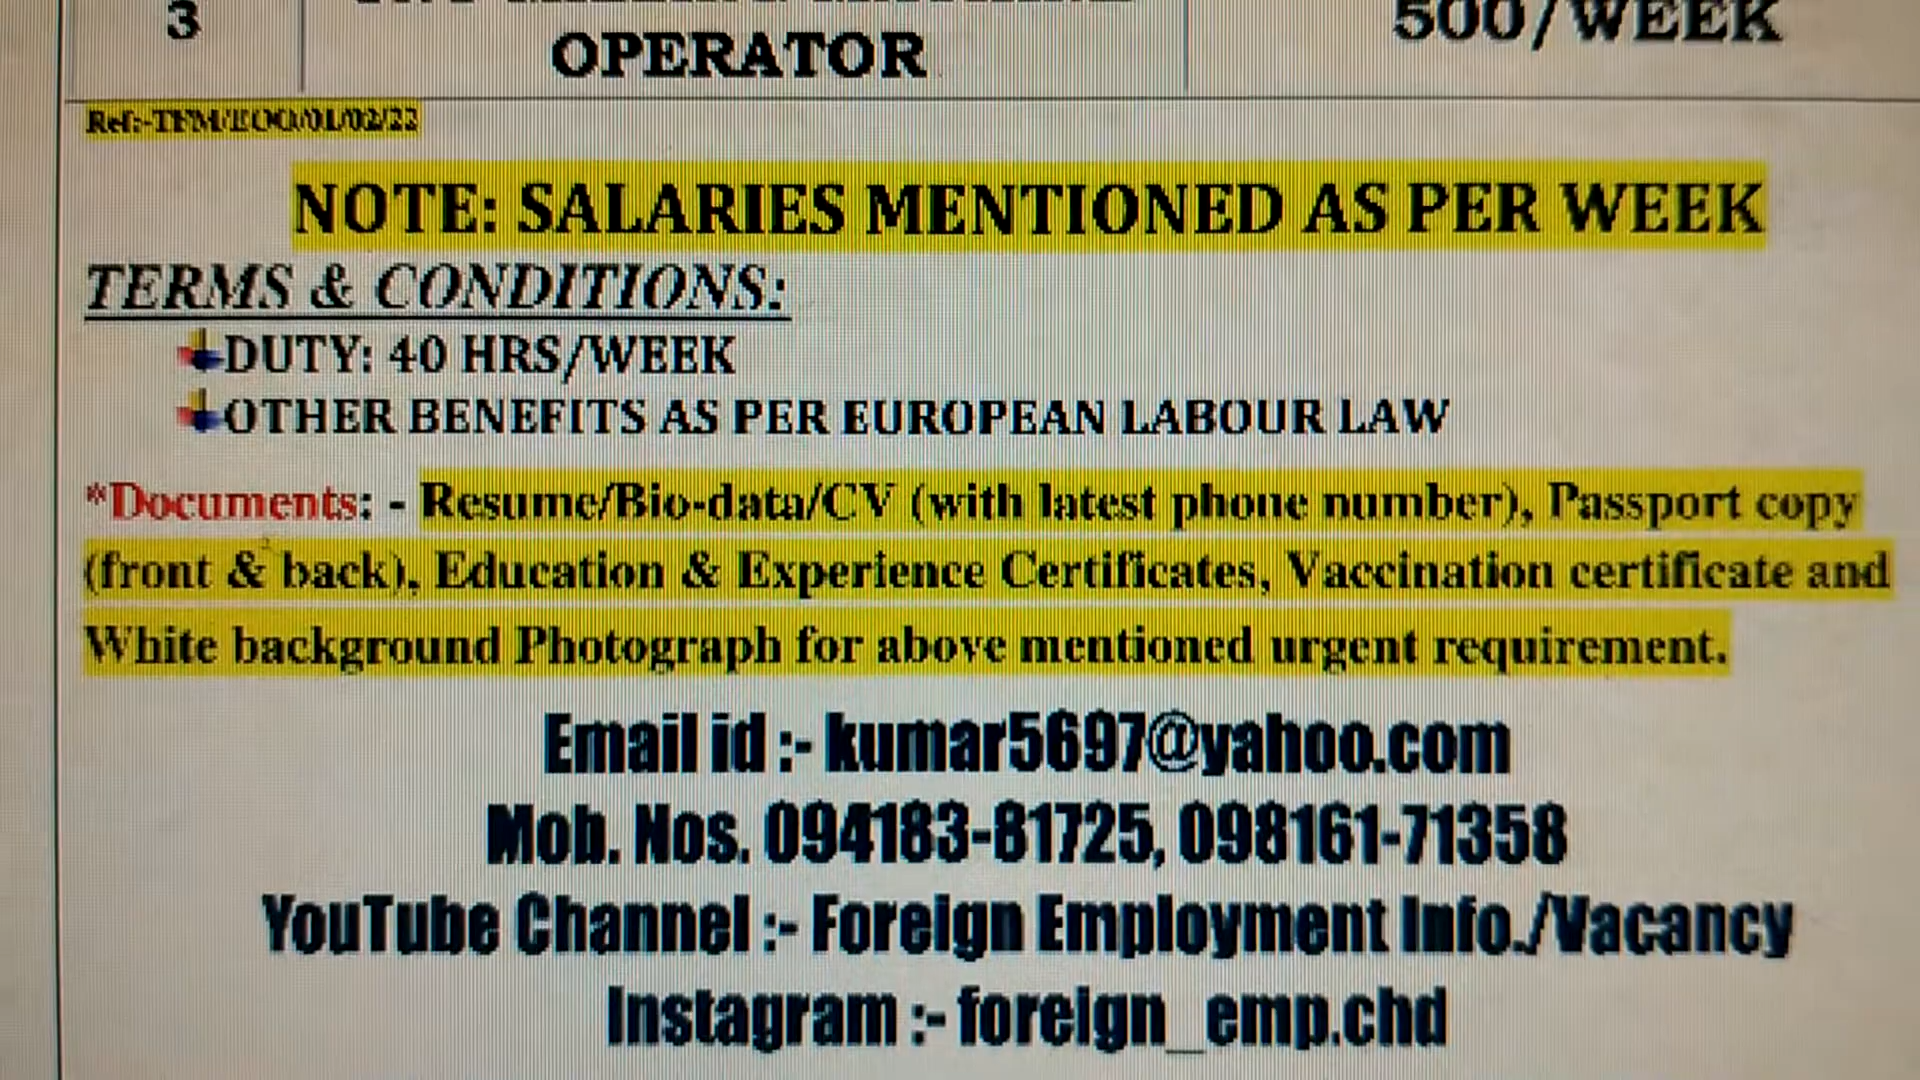 3
OPERATOR
500/WEEK
NOTE: SALARIES MENTIONED AS PER WEEK
TERMS & CONDITIONS:
DUTY: 40 HRS/WEEK
OTHER BENEFITS AS PER EUROPEAN LABOUR LAW
*Documents: - Resume/Bio-data/CV (with latest phone number), Passport copy
(front & back), Education & Experience Certificates, Vaccination certificate and
White background Photograph for above mentioned urgent requirement.
Email id :- kumar5697@yahoo.com
Mob. Nos. 094183-81725, 098161-71358
YouTube Channel :- Foreign Employment Info./Vacancy
Instagram :- foreign_emp.chd